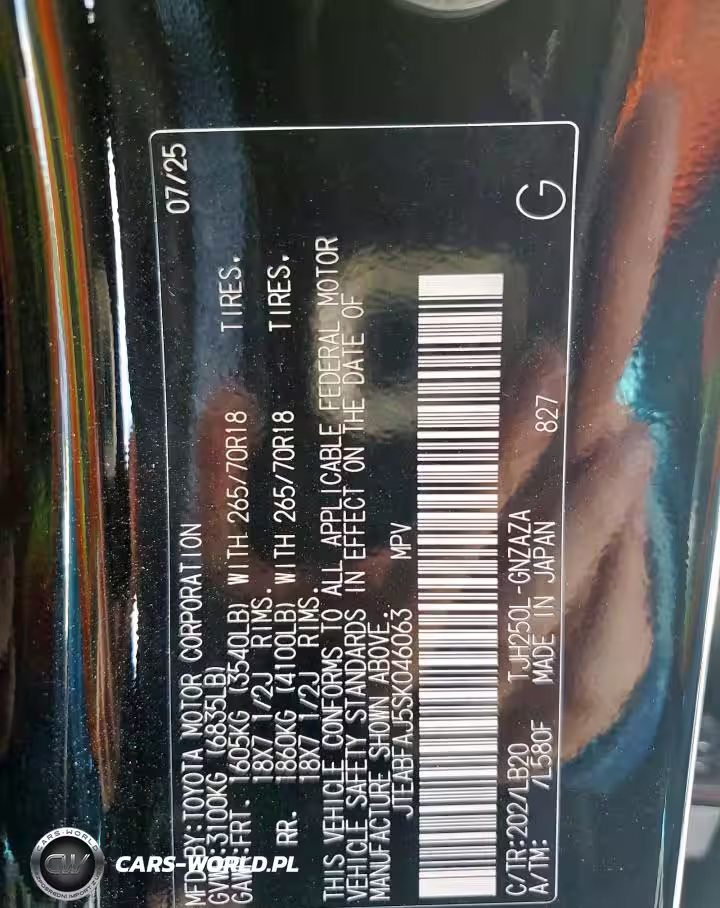 MFD. BY: TOYOTA MOTOR CORPORATION 07/25
GVWR: 3100KG (6835LB)
GAWR: FRT. 1605KG (3540LB) WITH 265/70R18 TIRES.
18X7 1/2J RIMS.
RR. 1860KG (4100LB) WITH 265/70R18 TIRES.
18X7 1/2J RIMS.
THIS VEHICLE CONFORMS TO ALL APPLICABLE FEDERAL MOTOR
VEHICLE SAFETY STANDARDS IN EFFECT ON THE DATE OF
MANUFACTURE SHOWN ABOVE.
JTEABFAJ5SK046063 MPV
C/TR:202/LB20 TJH250L-GNZAZA
A/TM: /L580F MADE IN JAPAN 827
G
CARS-WORLD
CW
CARS-WORLD.PL